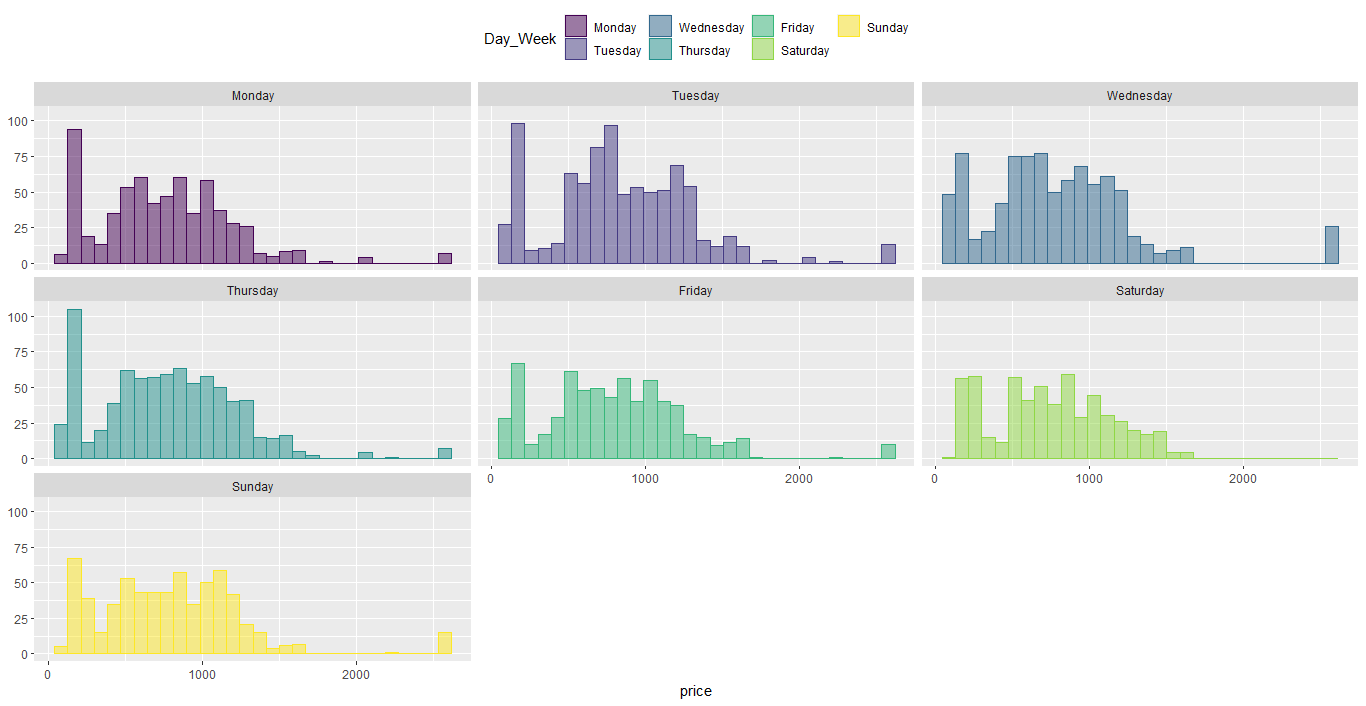 Day_Week
Monday Wednesday Friday Sunday
Tuesday Thursday Saturday
Monday Tuesday Wednesday
100
75
50
25
0
Thursday Friday Saturday
100
75
50
25
0
0 1000 2000 0 1000 2000
Sunday
100
75
50
25
0
0 1000 2000
price